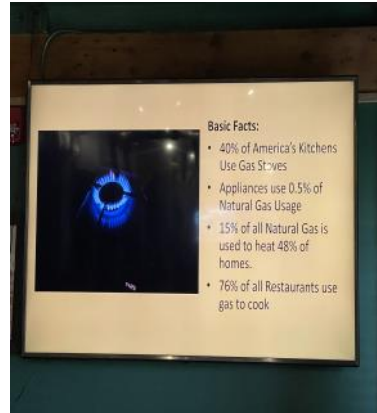 Basic Facts:
• 40% of America's Kitchens
Use Gas Stoves
• Appliances use 0.5% of
Natural Gas Usage
• 15% of all Natural Gas is
used to heat 48% of
homes.
• 76% of all Restaurants use
gas to cook